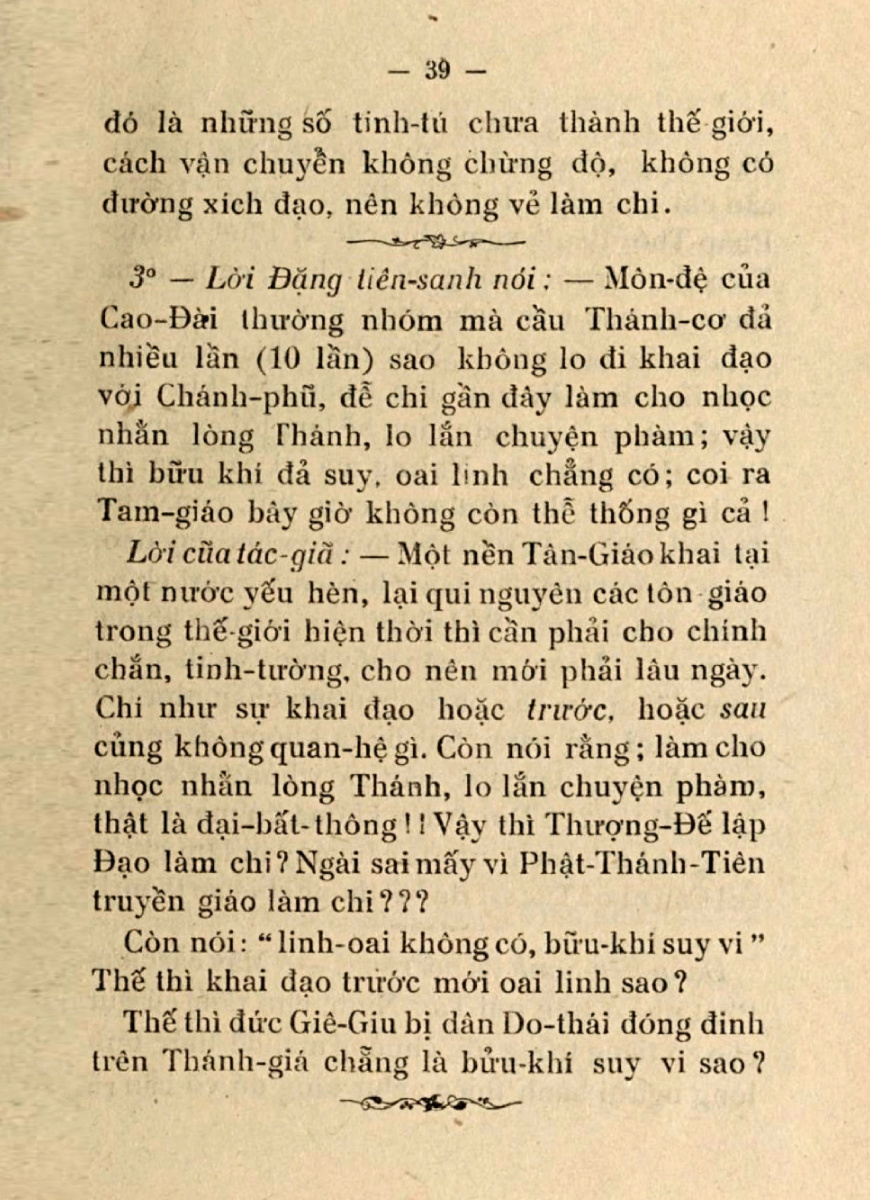 — 39 —
đó là những số tinh-tú chưa thành thế-giới,
cách vận chuyển không chừng độ, không có
đường xích đạo, nên không vẻ làm chi.
3º — Lời Đặng tiên-sanh nói : — Môn-đệ của
Cao-Đài thường nhóm mà cầu Thánh-cơ đả
nhiều lần (10 lần) sao không lo đi khai đạo
với Chánh-phũ, để chi gần đây làm cho nhọc
nhằn lòng Thánh, lo lắn chuyện phàm ; vậy
thì bữu khí đả suy, oai linh chẳng có ; coi ra
Tam-giáo bây giờ không còn thể thống gì cả !
Lời cũa tác-giã : — Một nền Tân-Giáo khai tại
một nước yếu hèn, lại qui nguyên các tôn giáo
trong thế-giới hiện thời thì cần phải cho chính
chắn, tinh-tường, cho nên mới phải lâu ngày.
Chí như sự khai đạo hoặc trước, hoặc sau
củng không quan-hệ gì. Còn nói rằng ; làm cho
nhọc nhằn lòng Thánh, lo lắn chuyện phàm,
thật là đại-bất-thông ! ! Vậy thì Thượng-Đế lập
Đạo làm chi ? Ngài sai mấy vì Phật-Thánh-Tiên
truyền giáo làm chi ? ? ?
Còn nói : “ linh-oai không có, bữu-khí suy vi ”
Thế thì khai đạo trước mới oai linh sao ?
Thế thì đức Giê-Giu bị dân Do-thái đóng đinh
trên Thánh-giá chẵng là bửu-khí suy vi sao ?